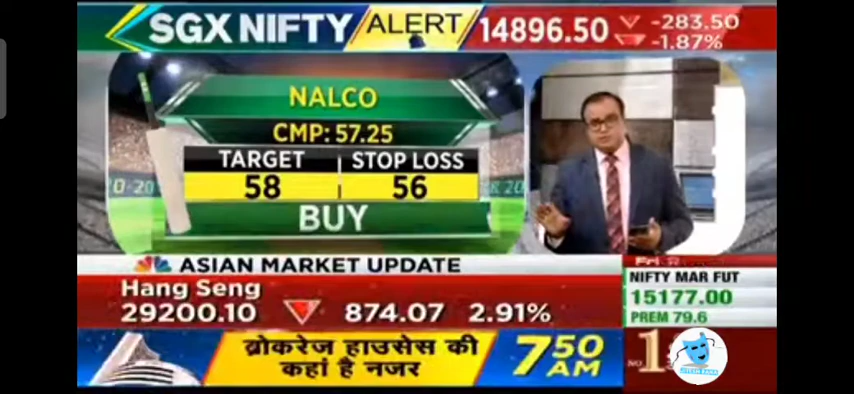 SGX NIFTY ALERT 14896.50 -283.50
-1.87%
NALCO
CMP: 57.25
TARGET STOP LOSS
58 56
BUY
ASIAN MARKET UPDATE
Hang Seng
29200.10 874.07 2.91%
NIFTY MAR FUT
15177.00
PREM 79.6
ब्रोकरेज हाउसेस की
कहां है नजर
7 50
AM
NO 1